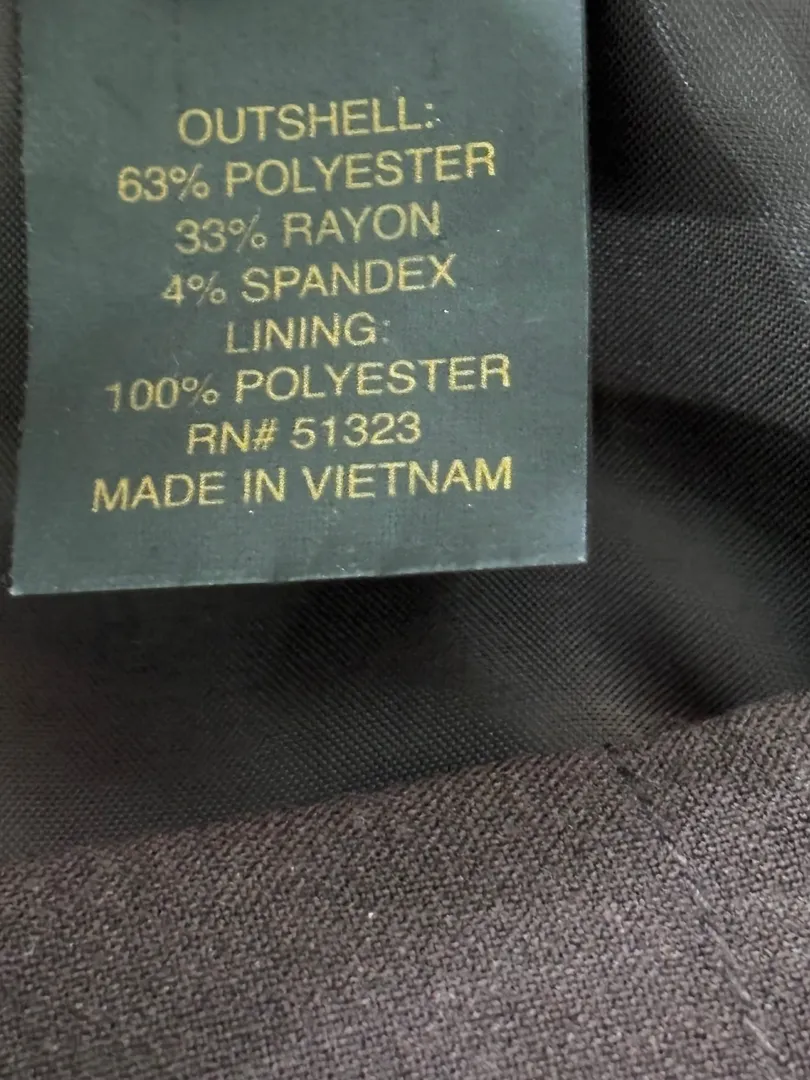 OUTSHELL:
63% POLYESTER
33% RAYON
4% SPANDEX
LINING:
100% POLYESTER
RN# 51323
MADE IN VIETNAM